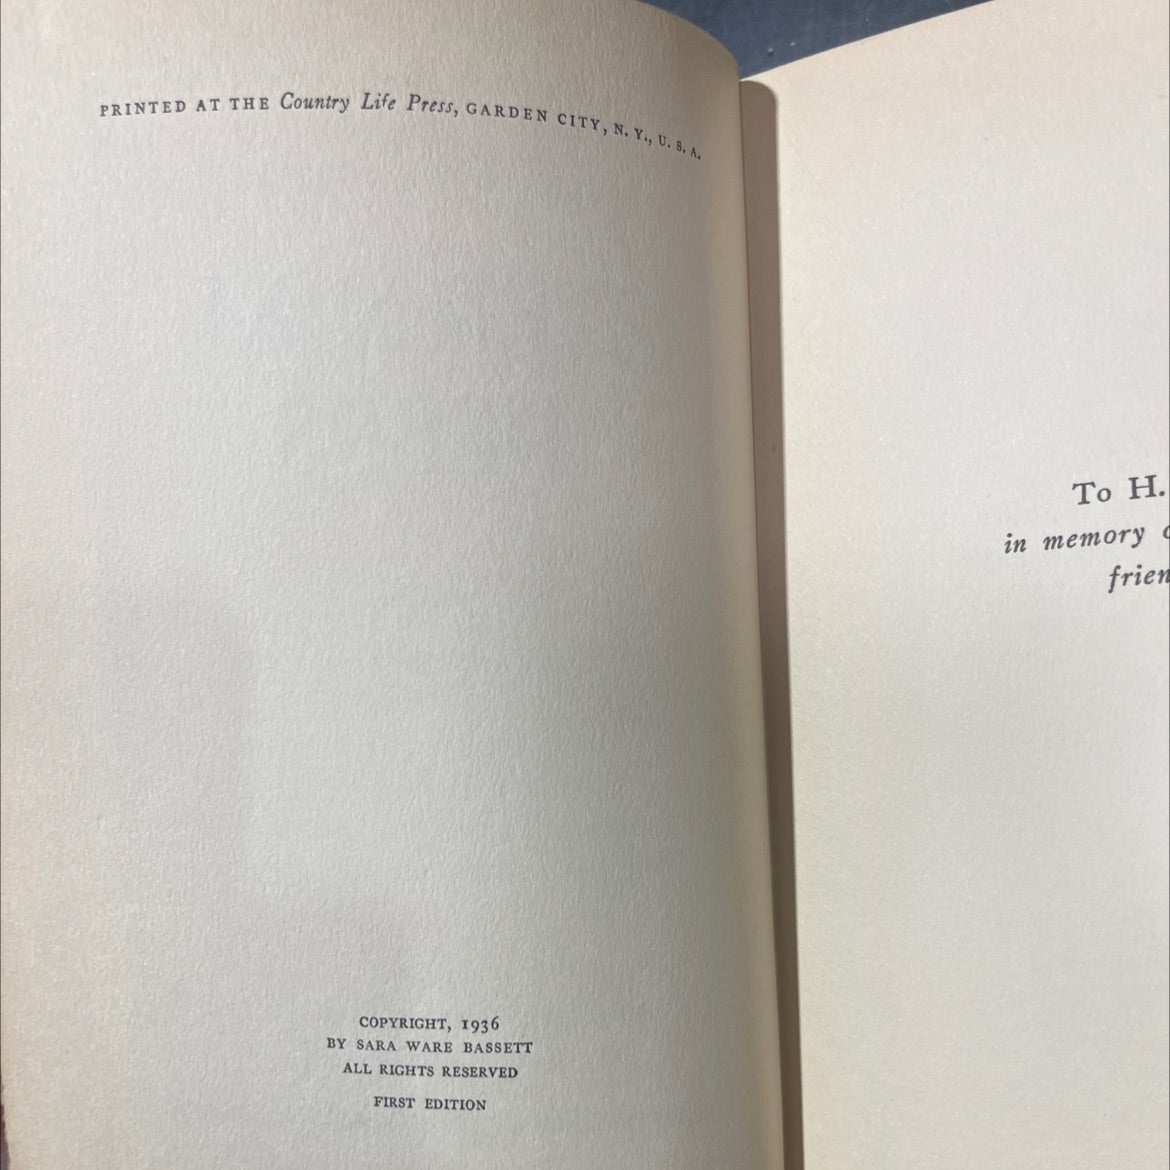 PRINTED AT THE Country Life Press, GARDEN CITY, N. Y., U. S. A.
COPYRIGHT, 1936
BY SARA WARE BASSETT
ALL RIGHTS RESERVED
FIRST EDITION
To H.
in memory